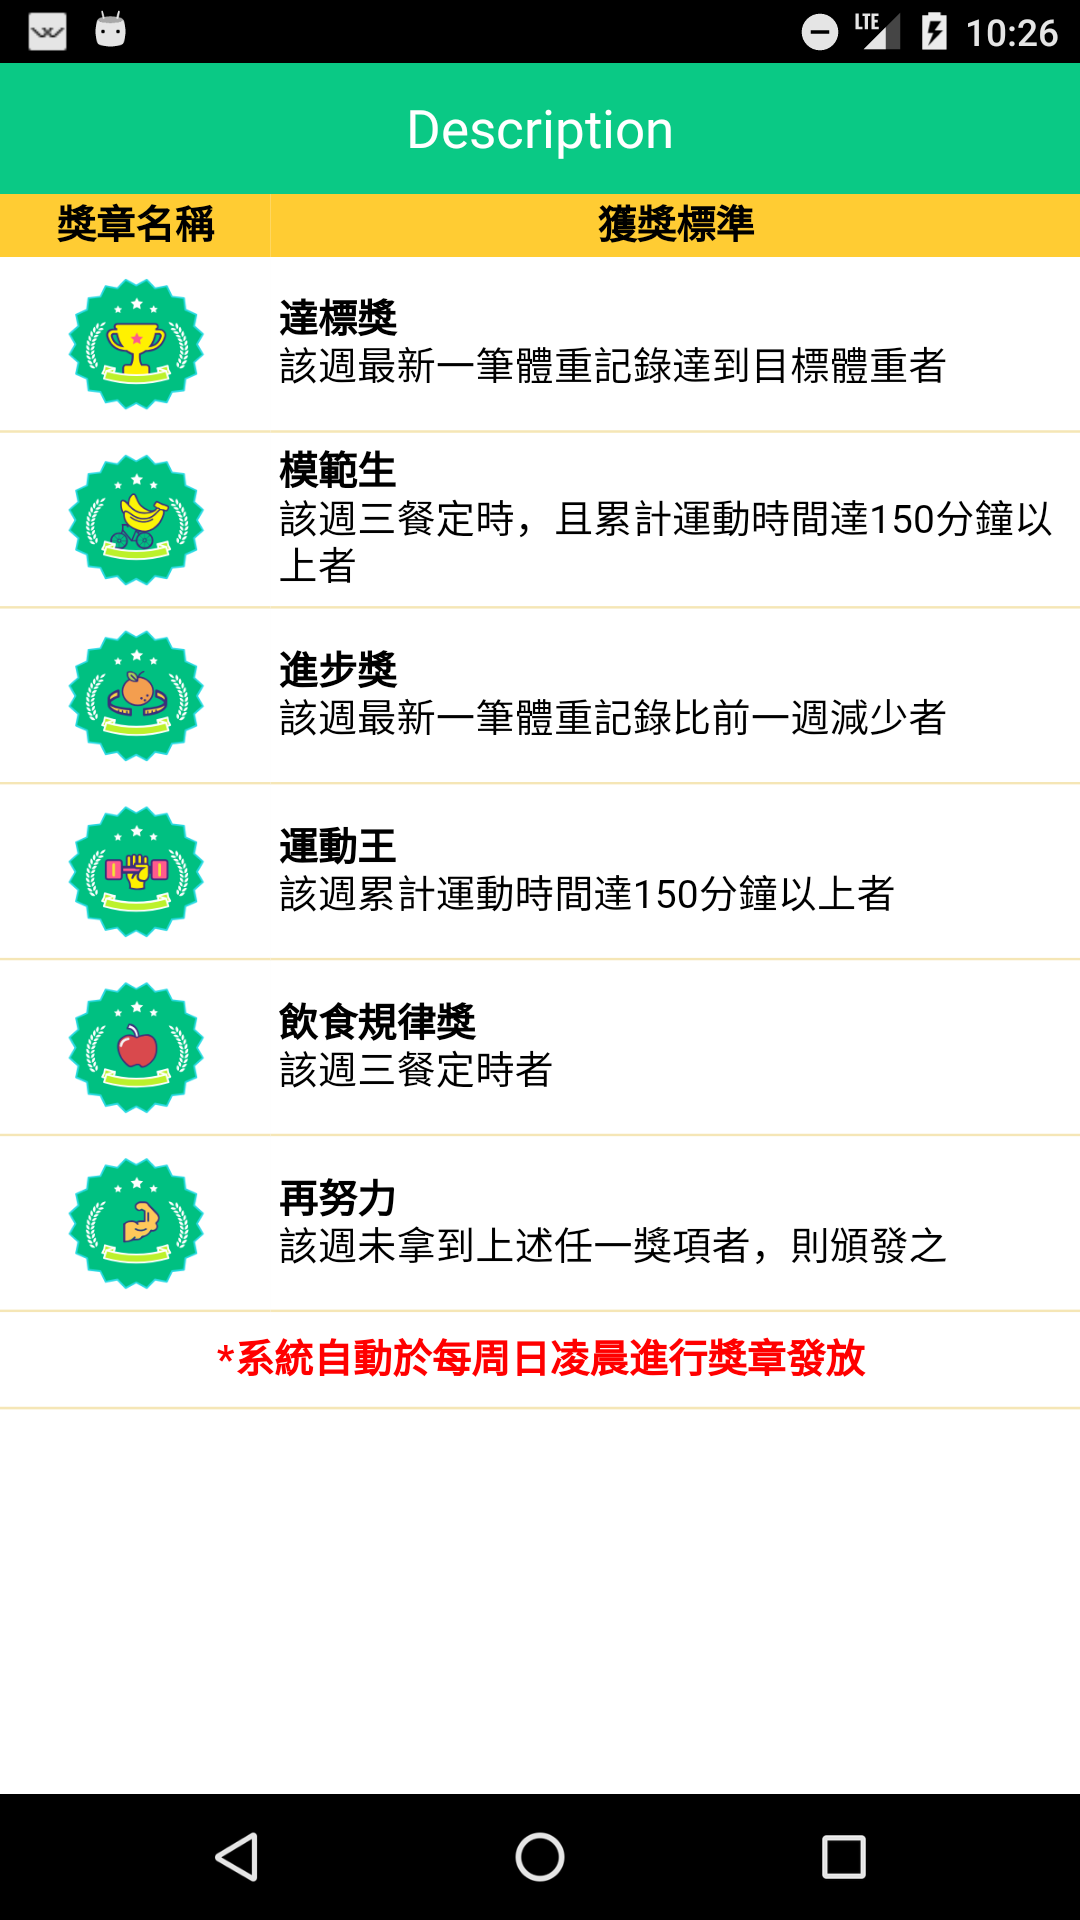 LTE 10:26
Description
獎章名稱 獲獎標準
達標獎
該週最新一筆體重記錄達到目標體重者
模範生
該週三餐定時，且累計運動時間達150分鐘以
上者
進步獎
該週最新一筆體重記錄比前一週減少者
運動王
該週累計運動時間達150分鐘以上者
飲食規律獎
該週三餐定時者
再努力
該週未拿到上述任一獎項者，則頒發之
*系統自動於每周日凌晨進行獎章發放